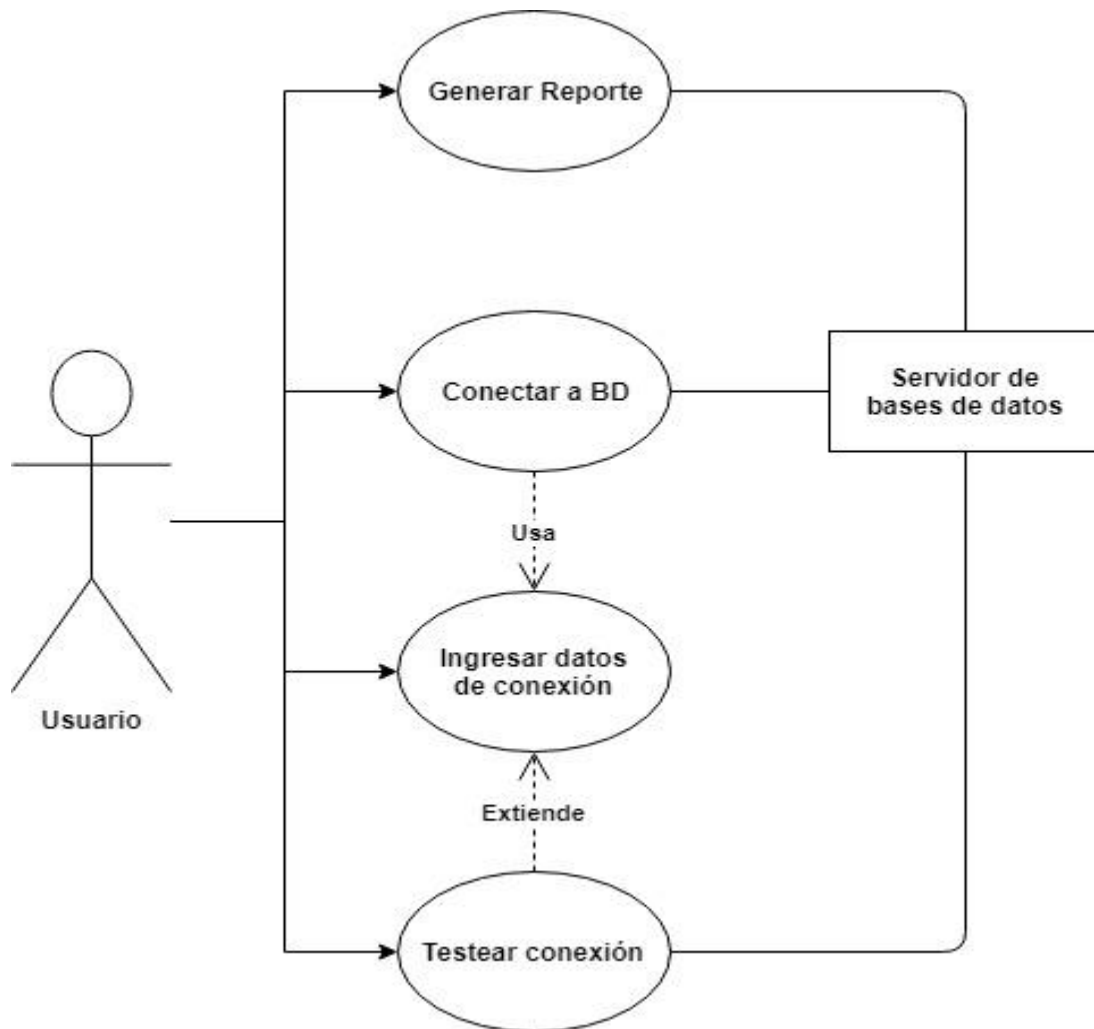 Generar Reporte
Conectar a BD
Servidor de
bases de datos
Usa
Ingresar datos
de conexión
Usuario
Extiende
Testear conexión